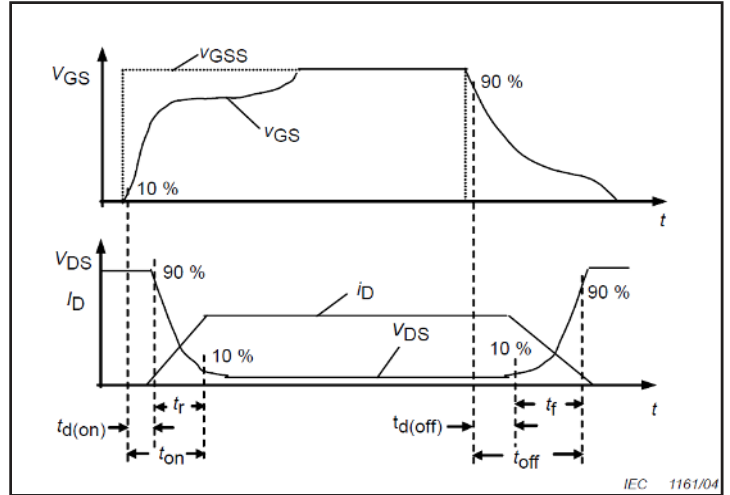 vGSS
VGS
90 %
vGS
10 %
t
VDS
90 %
ID
iD
90 %
VDS
10 %
10 %
tr
tf
t
td(on)
td(off)
ton
toff
IEC 1161/04